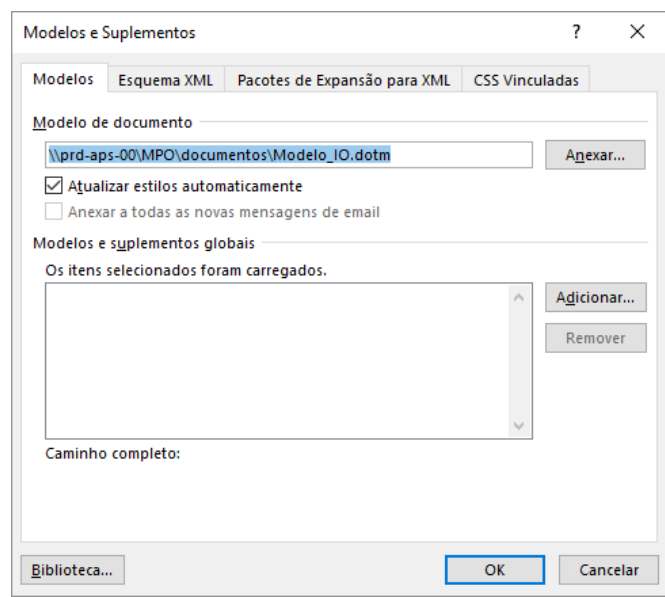 Modelos e Suplementos
?
Modelos
Esquema XML
Pacotes de Expansão para XML
CSS Vinculadas
Modelo de documento
\\prd-aps-00\MPO\documentos\Modelo_IO.dotm
Anexar...
Atualizar estilos automaticamente
Anexar a todas as novas mensagens de email
Modelos e suplementos globais
Os itens selecionados foram carregados.
Adicionar...
Remover
Caminho completo:
Biblioteca...
OK
Cancelar